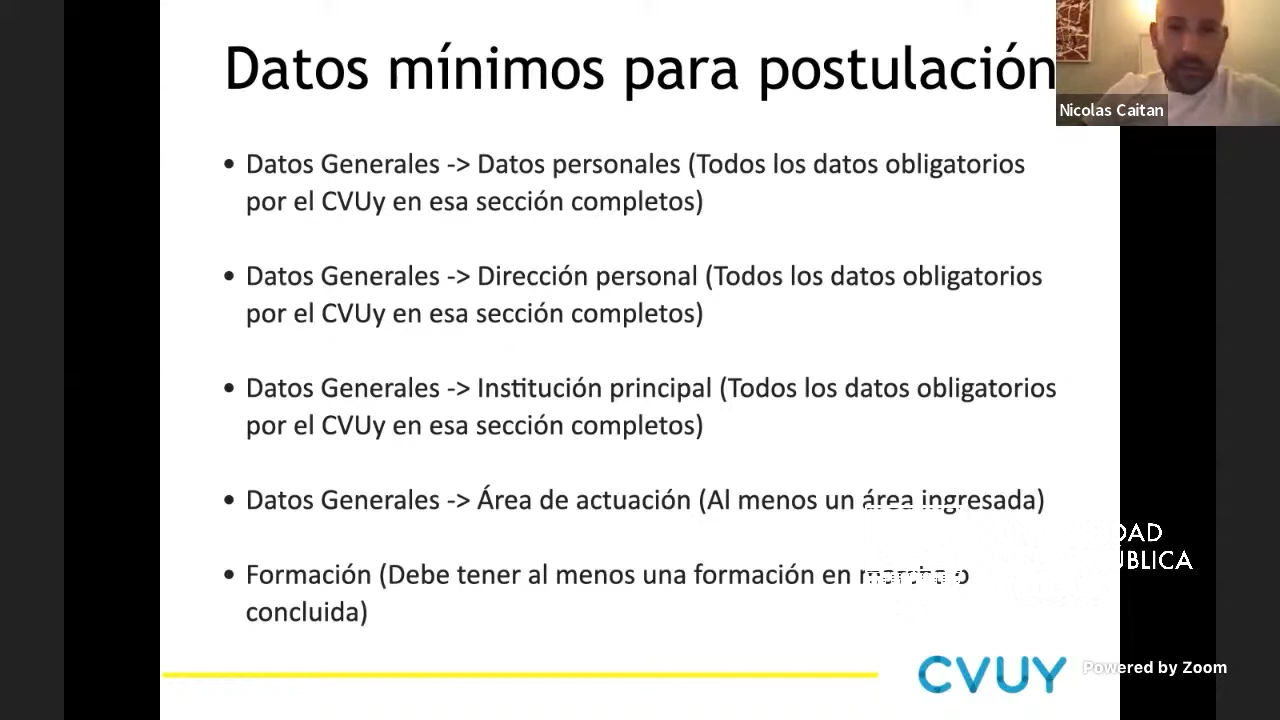 Datos mínimos para postulación
Nicolas Caitan
• Datos Generales -> Datos personales (Todos los datos obligatorios
por el CVUy en esa sección completos)
• Datos Generales -> Dirección personal (Todos los datos obligatorios
por el CVUy en esa sección completos)
• Datos Generales -> Institución principal (Todos los datos obligatorios
por el CVUy en esa sección completos)
• Datos Generales -> Área de actuación (Al menos un área ingresada)
DAD
ÚBLICA
• Formación (Debe tener al menos una formación en marcha o
concluida)
CVUY
Powered by Zoom